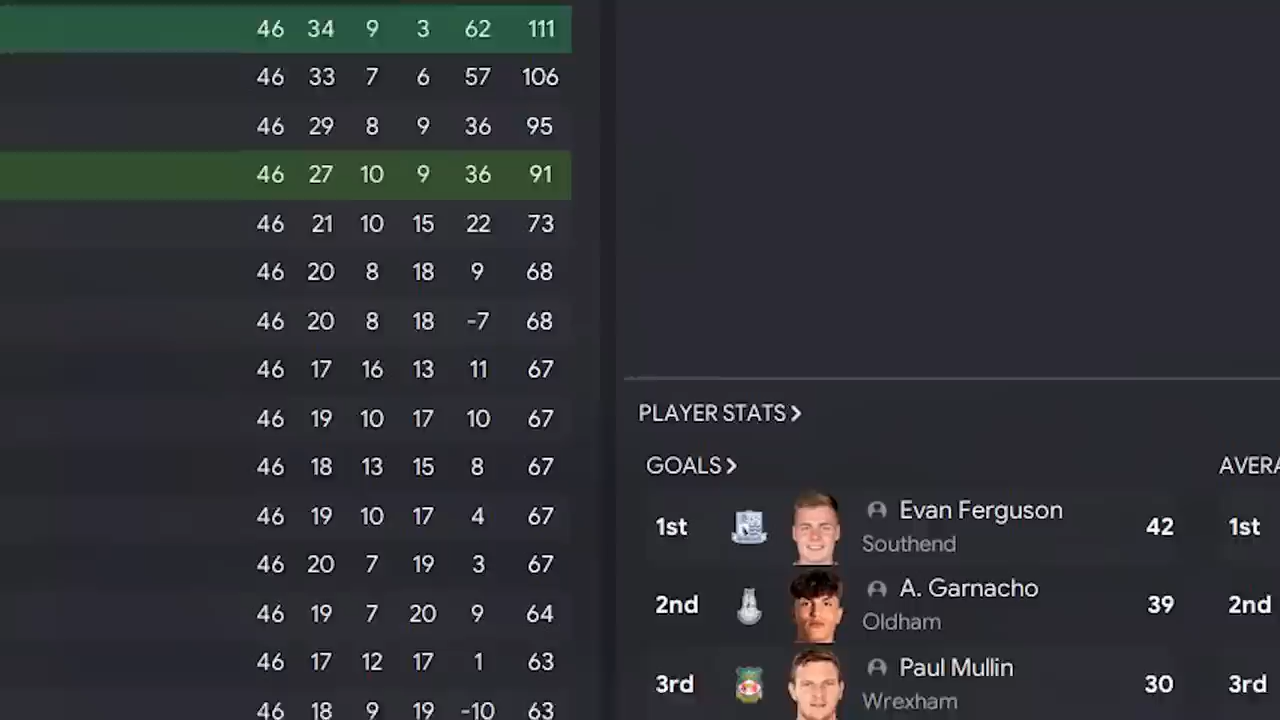 46 34 9 3 62 111
46 33 7 6 57 106
46 29 8 9 36 95
46 27 10 9 36 91
46 21 10 15 22 73
46 20 8 18 9 68
46 20 8 18 -7 68
46 17 16 13 11 67
46 19 10 17 10 67
46 18 13 15 8 67
46 19 10 17 4 67
46 20 7 19 3 67
46 19 7 20 9 64
46 17 12 17 1 63
46 18 9 19 -10 63
PLAYER STATS >
GOALS >
AVERA
1st Evan Ferguson 42 1st
Southend
2nd A. Garnacho 39 2nd
Oldham
3rd Paul Mullin 30 3rd
Wrexham